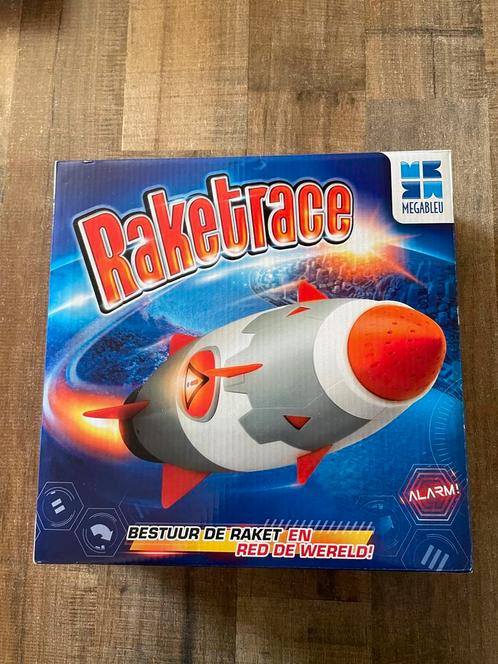 MEGABLEU
Raketrace
ALARM!
BESTUUR DE RAKET EN
RED DE WERELD!